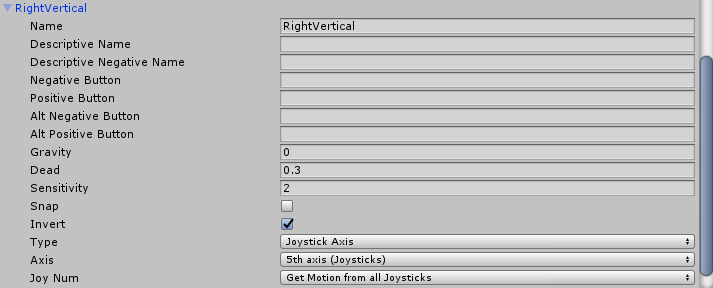 RightVertical
Name RightVertical
Descriptive Name
Descriptive Negative Name
Negative Button
Positive Button
Alt Negative Button
Alt Positive Button
Gravity 0
Dead 0.3
Sensitivity 2
Snap
Invert
Type Joystick Axis
Axis 5th axis (Joysticks)
Joy Num Get Motion from all Joysticks